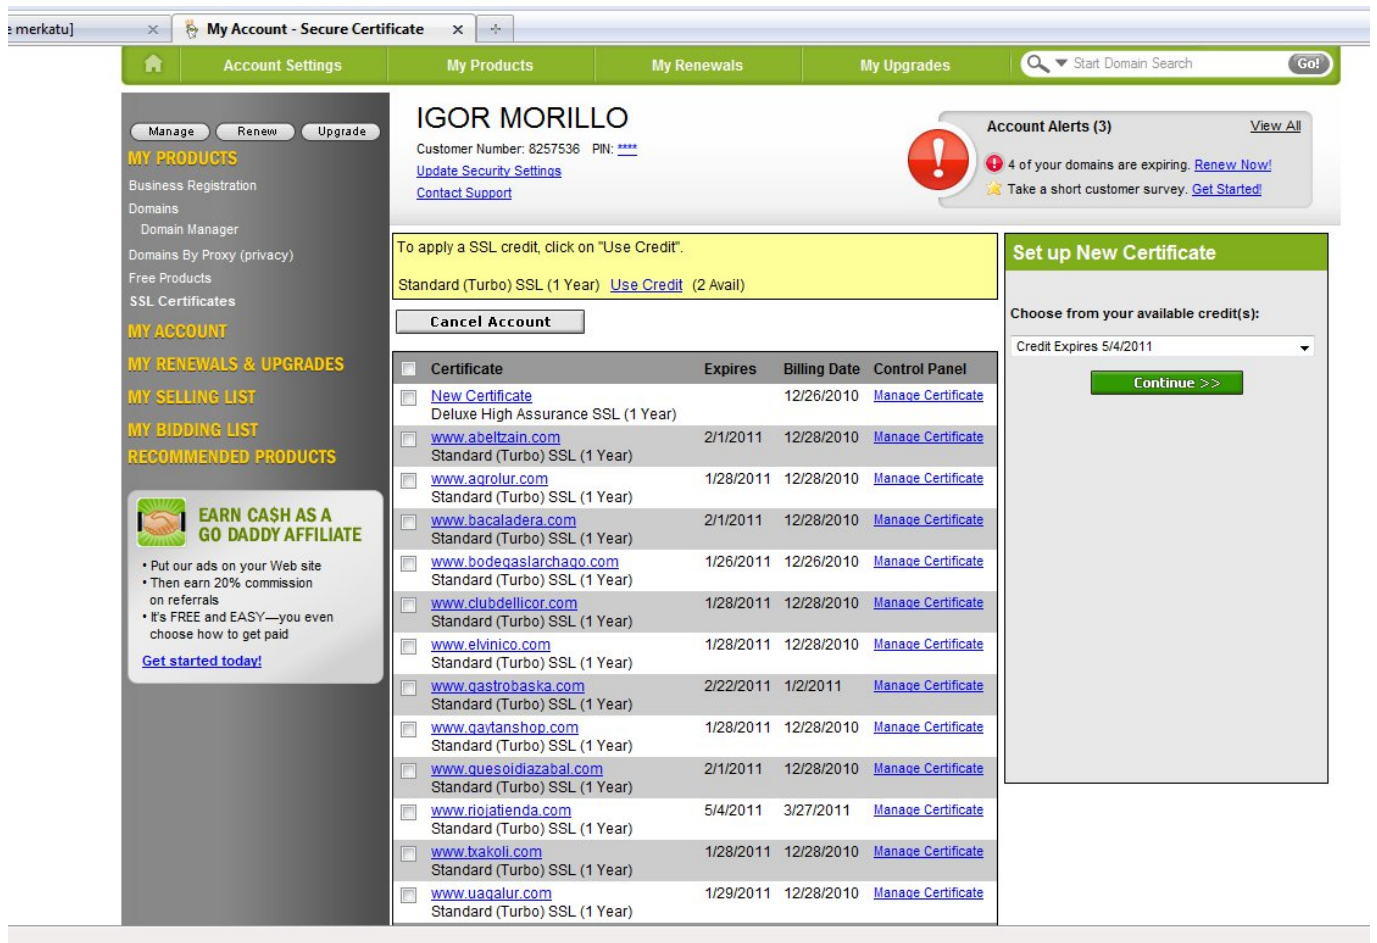 e merkatu]
My Account - Secure Certificate
Account Settings
My Products
My Renewals
My Upgrades
Start Domain Search
Go!
Manage
Renew
Upgrade
MY PRODUCTS
Business Registration
Domains
Domain Manager
Domains By Proxy (privacy)
Free Products
SSL Certificates
MY ACCOUNT
MY RENEWALS & UPGRADES
MY SELLING LIST
MY BIDDING LIST
RECOMMENDED PRODUCTS
EARN CA$H AS A
GO DADDY AFFILIATE
• Put our ads on your Web site
• Then earn 20% commission
on referrals
• It's FREE and EASY—you even
choose how to get paid
Get started today!
IGOR MORILLO
Customer Number: 8257536 PIN: ****
Update Security Settings
Contact Support
Account Alerts (3) View All
4 of your domains are expiring. Renew Now!
Take a short customer survey. Get Started!
To apply a SSL credit, click on "Use Credit".
Standard (Turbo) SSL (1 Year) Use Credit (2 Avail)
Cancel Account
Certificate Expires Billing Date Control Panel
New Certificate 12/26/2010 Manage Certificate
Deluxe High Assurance SSL (1 Year)
www.abeltzain.com 2/1/2011 12/28/2010 Manage Certificate
Standard (Turbo) SSL (1 Year)
www.agrolur.com 1/28/2011 12/28/2010 Manage Certificate
Standard (Turbo) SSL (1 Year)
www.bacaladera.com 2/1/2011 12/28/2010 Manage Certificate
Standard (Turbo) SSL (1 Year)
www.bodegaslarchago.com 1/26/2011 12/26/2010 Manage Certificate
Standard (Turbo) SSL (1 Year)
www.clubdellicor.com 1/28/2011 12/28/2010 Manage Certificate
Standard (Turbo) SSL (1 Year)
www.elvinico.com 1/28/2011 12/28/2010 Manage Certificate
Standard (Turbo) SSL (1 Year)
www.gastrobaska.com 2/22/2011 1/2/2011 Manage Certificate
Standard (Turbo) SSL (1 Year)
www.gaytanshop.com 1/28/2011 12/28/2010 Manage Certificate
Standard (Turbo) SSL (1 Year)
www.quesoidiazabal.com 2/1/2011 12/28/2010 Manage Certificate
Standard (Turbo) SSL (1 Year)
www.riojatienda.com 5/4/2011 3/27/2011 Manage Certificate
Standard (Turbo) SSL (1 Year)
www.txakoli.com 1/28/2011 12/28/2010 Manage Certificate
Standard (Turbo) SSL (1 Year)
www.uagalur.com 1/29/2011 12/28/2010 Manage Certificate
Standard (Turbo) SSL (1 Year)
Set up New Certificate
Choose from your available credit(s):
Credit Expires 5/4/2011
Continue >>